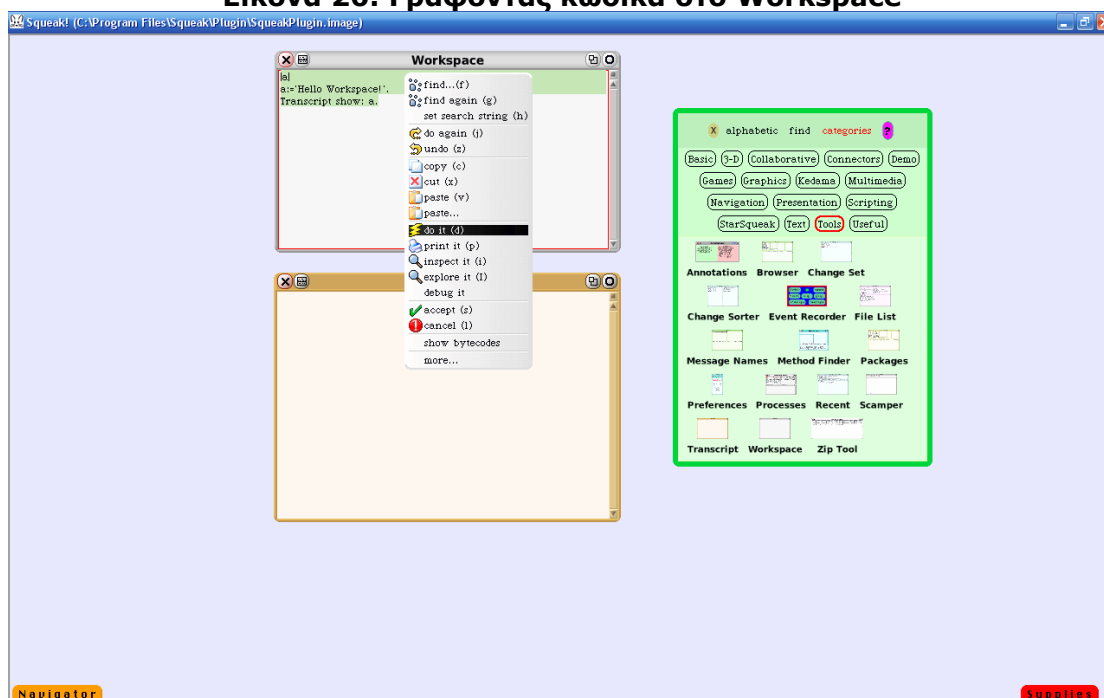 Εικόνα 20: Γράφοντας κώδικα στο Workspace
Squeak! (C:\Program Files\Squeak\Plugin\SqueakPlugin.image)
Workspace
|a|
a:='Hello Workspace!'.
Transcript show: a.
find...(f)
find again (g)
set search string (h)
do again (j)
undo (z)
copy (c)
cut (x)
paste (v)
paste...
do it (d)
print it (p)
inspect it (i)
explore it (I)
debug it
accept (s)
cancel (l)
show bytecodes
more...
X alphabetic find categories ?
Basic 3-D Collaborative Connectors Demo
Games Graphics Kedama Multimedia
Navigation Presentation Scripting
StarSqueak Text Tools Useful
Annotations Browser Change Set
Change Sorter Event Recorder File List
Message Names Method Finder Packages
Preferences Processes Recent Scamper
Transcript Workspace Zip Tool
Navigator
Supplies